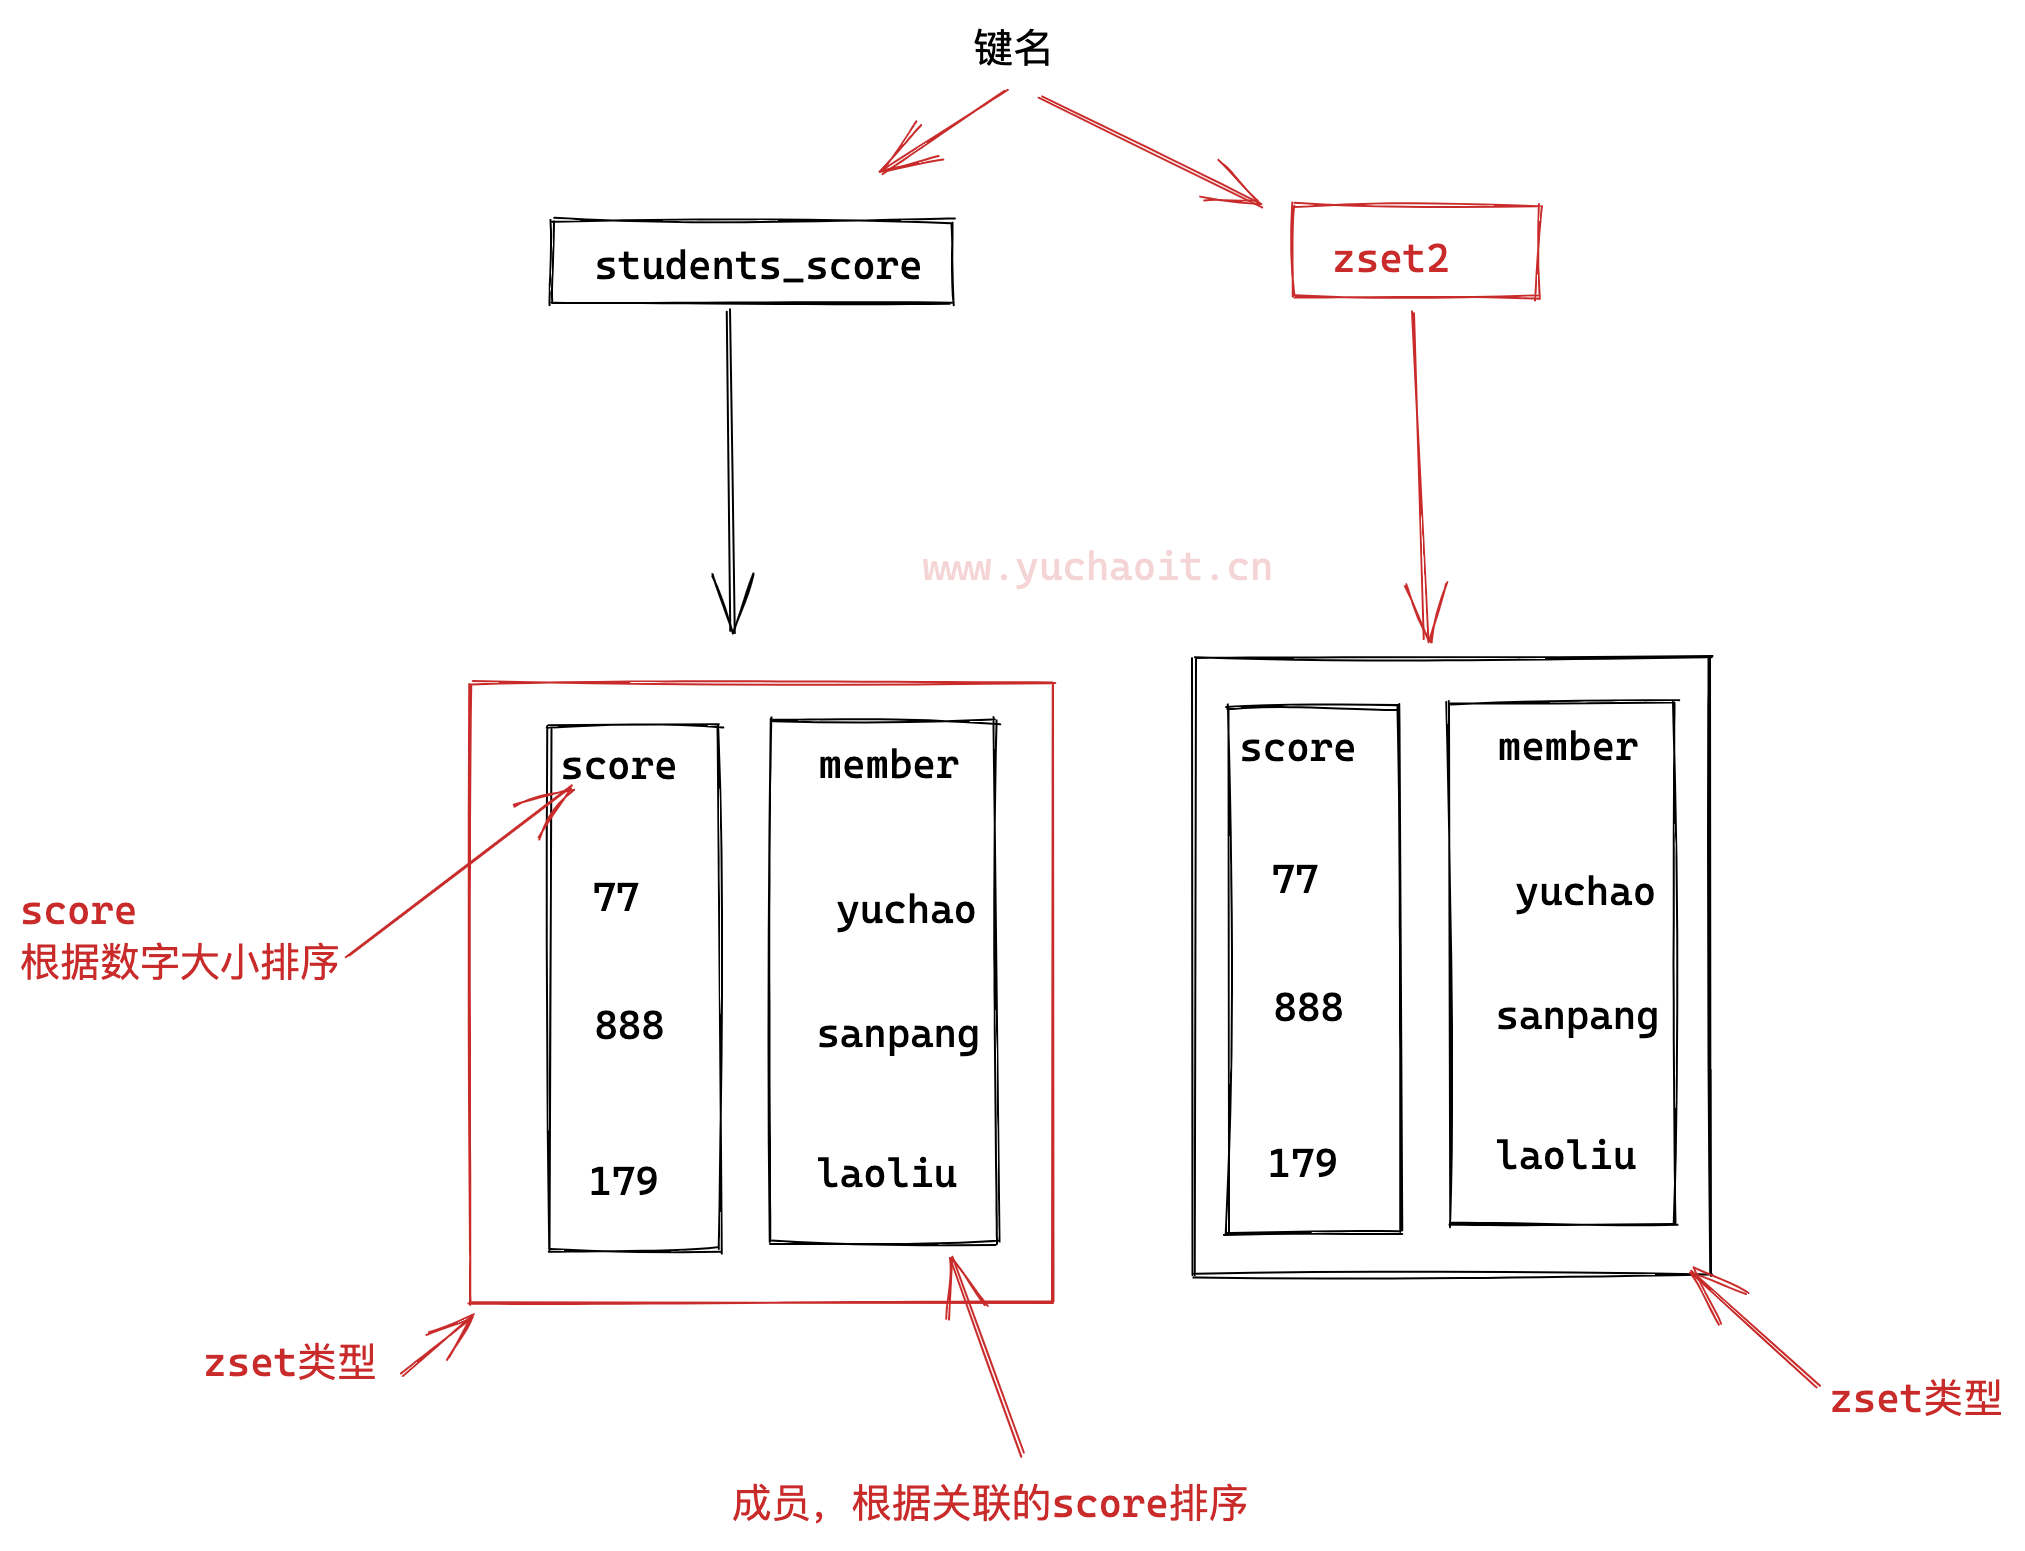 键名
students_score
zset2
www.yuchaoit.cn
score
member
77
yuchao
888
sanpang
179
laoliu
score
member
77
yuchao
888
sanpang
179
laoliu
score
根据数字大小排序
zset类型
zset类型
成员，根据关联的score排序